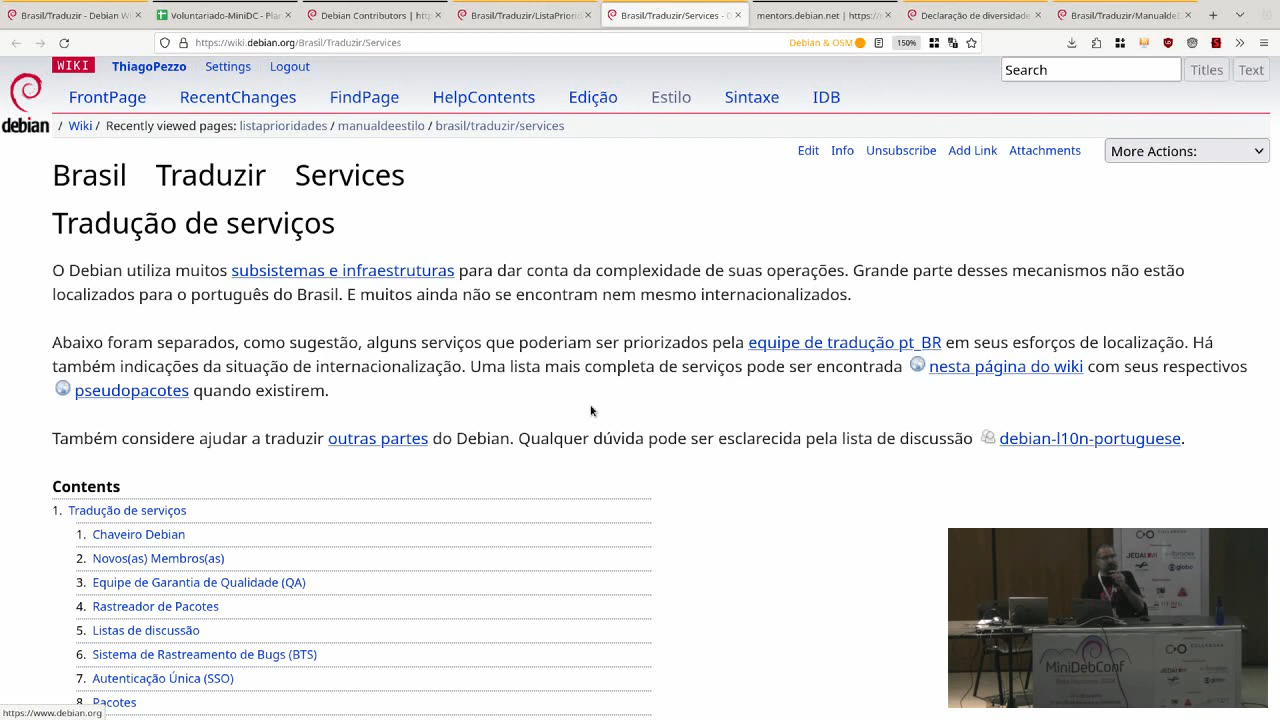 Brasil/Traduzir - Debian W
Voluntariado-MiniDC - Plan
Debian Contributors | http
Brasil/Traduzir/ListaPriorid
Brasil/Traduzir/Services - D
mentors.debian.net | https://
Declaração de diversidade
Brasil/Traduzir/Manualde
https://wiki.debian.org/Brasil/Traduzir/Services
Debian & OSM
150%
WIKI ThiagoPezzo Settings Logout
Search Titles Text
FrontPage RecentChanges FindPage HelpContents Edição Estilo Sintaxe IDB
debian
/ Wiki / Recently viewed pages: listaprioridades / manualdeestilo / brasil/traduzir/services
Edit Info Unsubscribe Add Link Attachments More Actions:
Brasil Traduzir Services
Tradução de serviços
O Debian utiliza muitos subsistemas e infraestruturas para dar conta da complexidade de suas operações. Grande parte desses mecanismos não estão
localizados para o português do Brasil. E muitos ainda não se encontram nem mesmo internacionalizados.
Abaixo foram separados, como sugestão, alguns serviços que poderiam ser priorizados pela equipe de tradução pt_BR em seus esforços de localização. Há
também indicações da situação de internacionalização. Uma lista mais completa de serviços pode ser encontrada nesta página do wiki com seus respectivos
pseudopacotes quando existirem.
Também considere ajudar a traduzir outras partes do Debian. Qualquer dúvida pode ser esclarecida pela lista de discussão debian-l10n-portuguese.
Contents
1. Tradução de serviços
1. Chaveiro Debian
2. Novos(as) Membros(as)
3. Equipe de Garantia de Qualidade (QA)
4. Rastreador de Pacotes
5. Listas de discussão
6. Sistema de Rastreamento de Bugs (BTS)
7. Autenticação Única (SSO)
8. Pacotes
https://www.debian.org
globo
MiniDebConf
globo